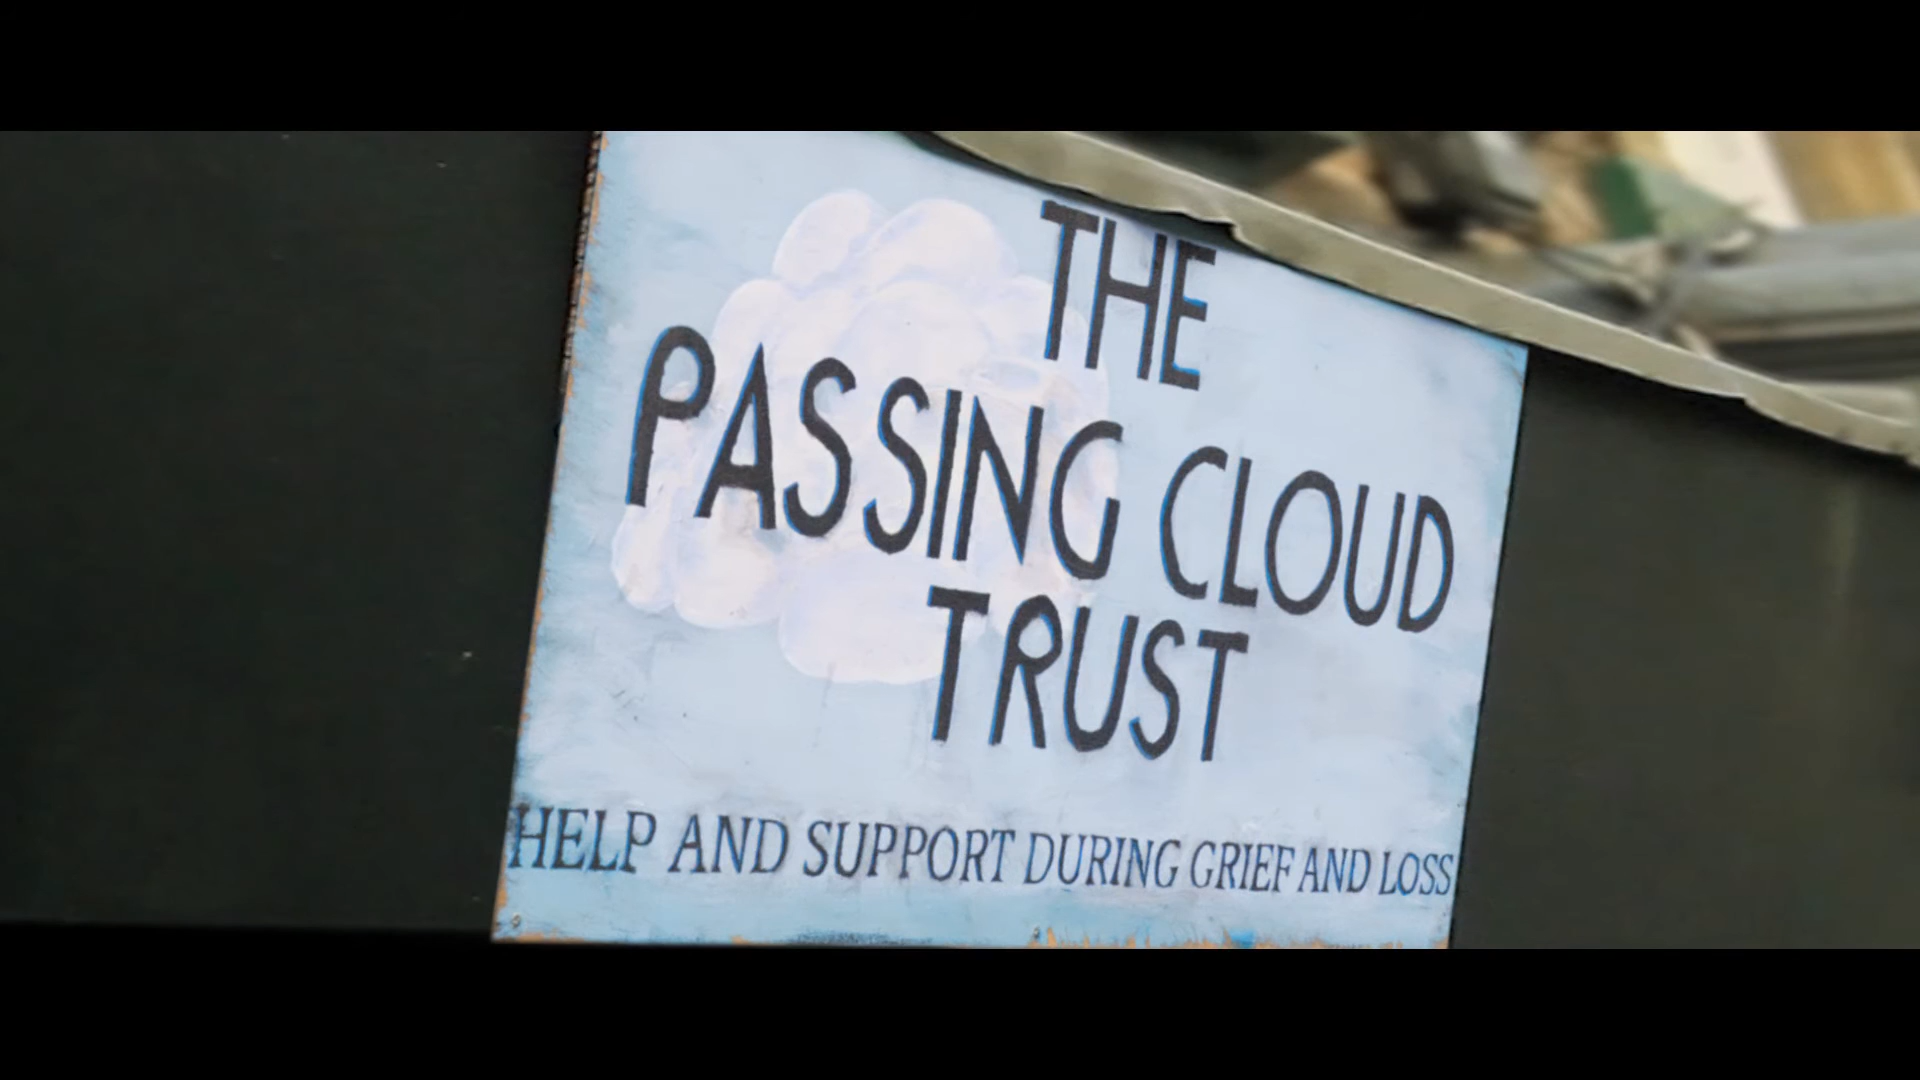 THE
PASSING CLOUD
TRUST
HELP AND SUPPORT DURING GRIEF AND LOSS